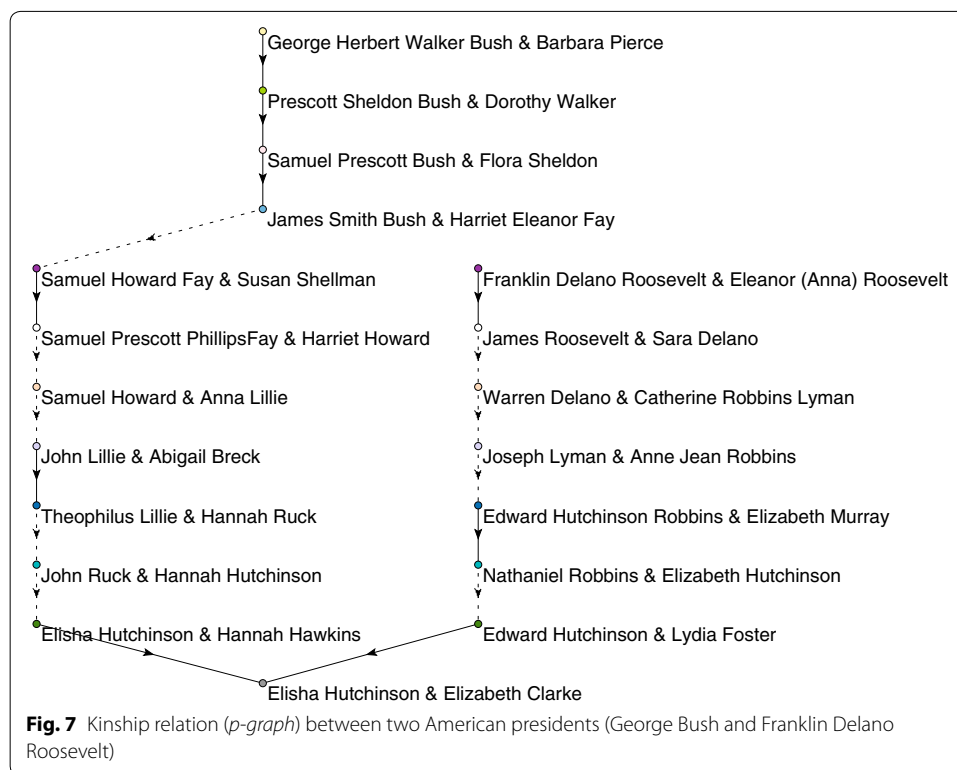 George Herbert Walker Bush & Barbara Pierce
Prescott Sheldon Bush & Dorothy Walker
Samuel Prescott Bush & Flora Sheldon
James Smith Bush & Harriet Eleanor Fay
Samuel Howard Fay & Susan Shellman
Franklin Delano Roosevelt & Eleanor (Anna) Roosevelt
Samuel Prescott PhillipsFay & Harriet Howard
James Roosevelt & Sara Delano
Samuel Howard & Anna Lillie
Warren Delano & Catherine Robbins Lyman
John Lillie & Abigail Breck
Joseph Lyman & Anne Jean Robbins
Theophilus Lillie & Hannah Ruck
Edward Hutchinson Robbins & Elizabeth Murray
John Ruck & Hannah Hutchinson
Nathaniel Robbins & Elizabeth Hutchinson
Elisha Hutchinson & Hannah Hawkins
Edward Hutchinson & Lydia Foster
Elisha Hutchinson & Elizabeth Clarke
Fig. 7 Kinship relation (p-graph) between two American presidents (George Bush and Franklin Delano
Roosevelt)